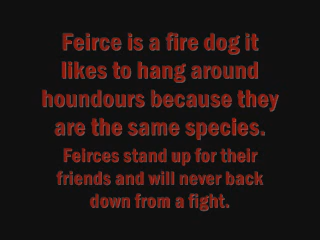 Feirce is a fire dog it
likes to hang around
houndours because they
are the same species.
Feirces stand up for their
friends and will never back
down from a fight.